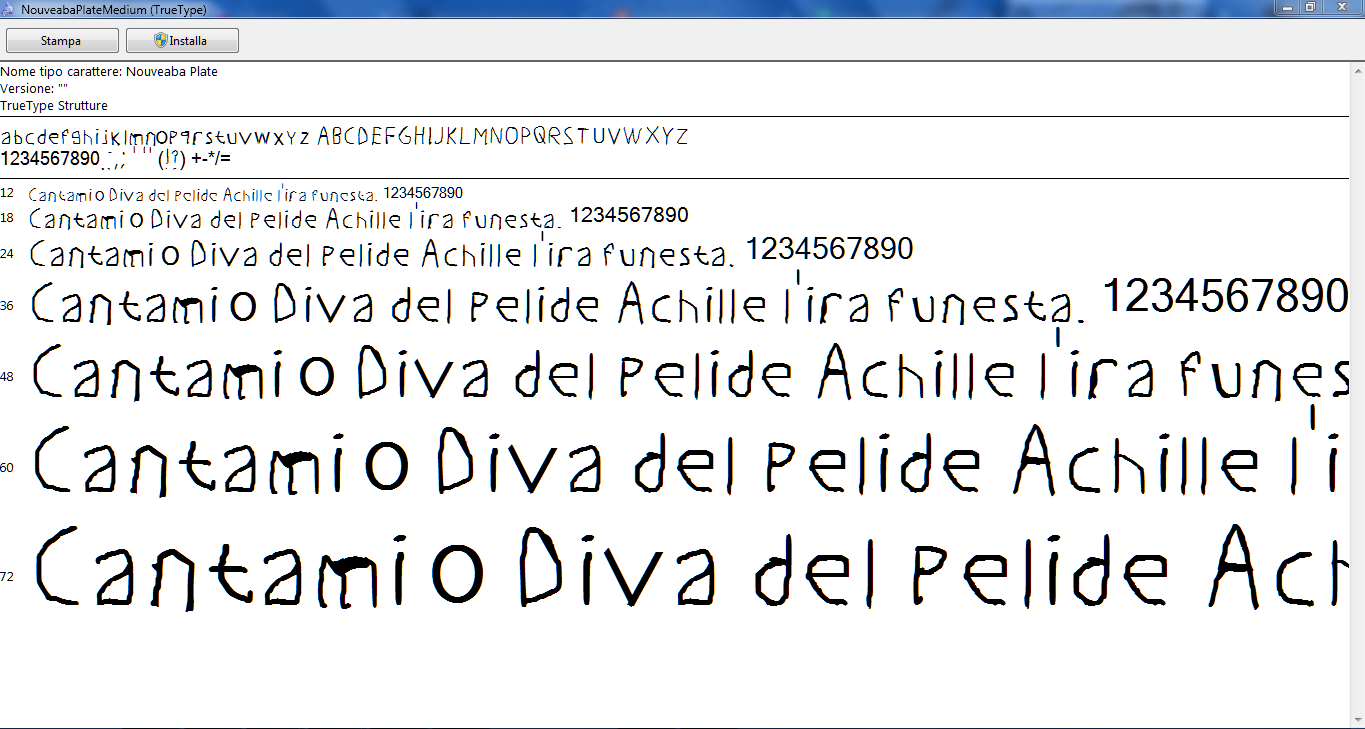 NouveabaPlateMedium (TrueType)
Stampa Installa
Nome tipo carattere: Nouveaba Plate
Versione: ""
TrueType Strutture
abcdefghijklmnopqrstuvwxyz ABCDEFGHIJKLMNOPQRSTUVWXYZ
1234567890.:,; ' " (!?) +-*/=
12 Cantami o Diva del Pelide Achille l'ira funesta. 1234567890
18 Cantami o Diva del Pelide Achille l'ira funesta. 1234567890
24 Cantami o Diva del Pelide Achille l'ira funesta. 1234567890
36 Cantami o Diva del Pelide Achille l'ira funesta. 1234567890
48 Cantami o Diva del Pelide Achille l'ira funes
60 Cantami o Diva del Pelide Achille l'i
72 Cantami o Diva del Pelide Ach